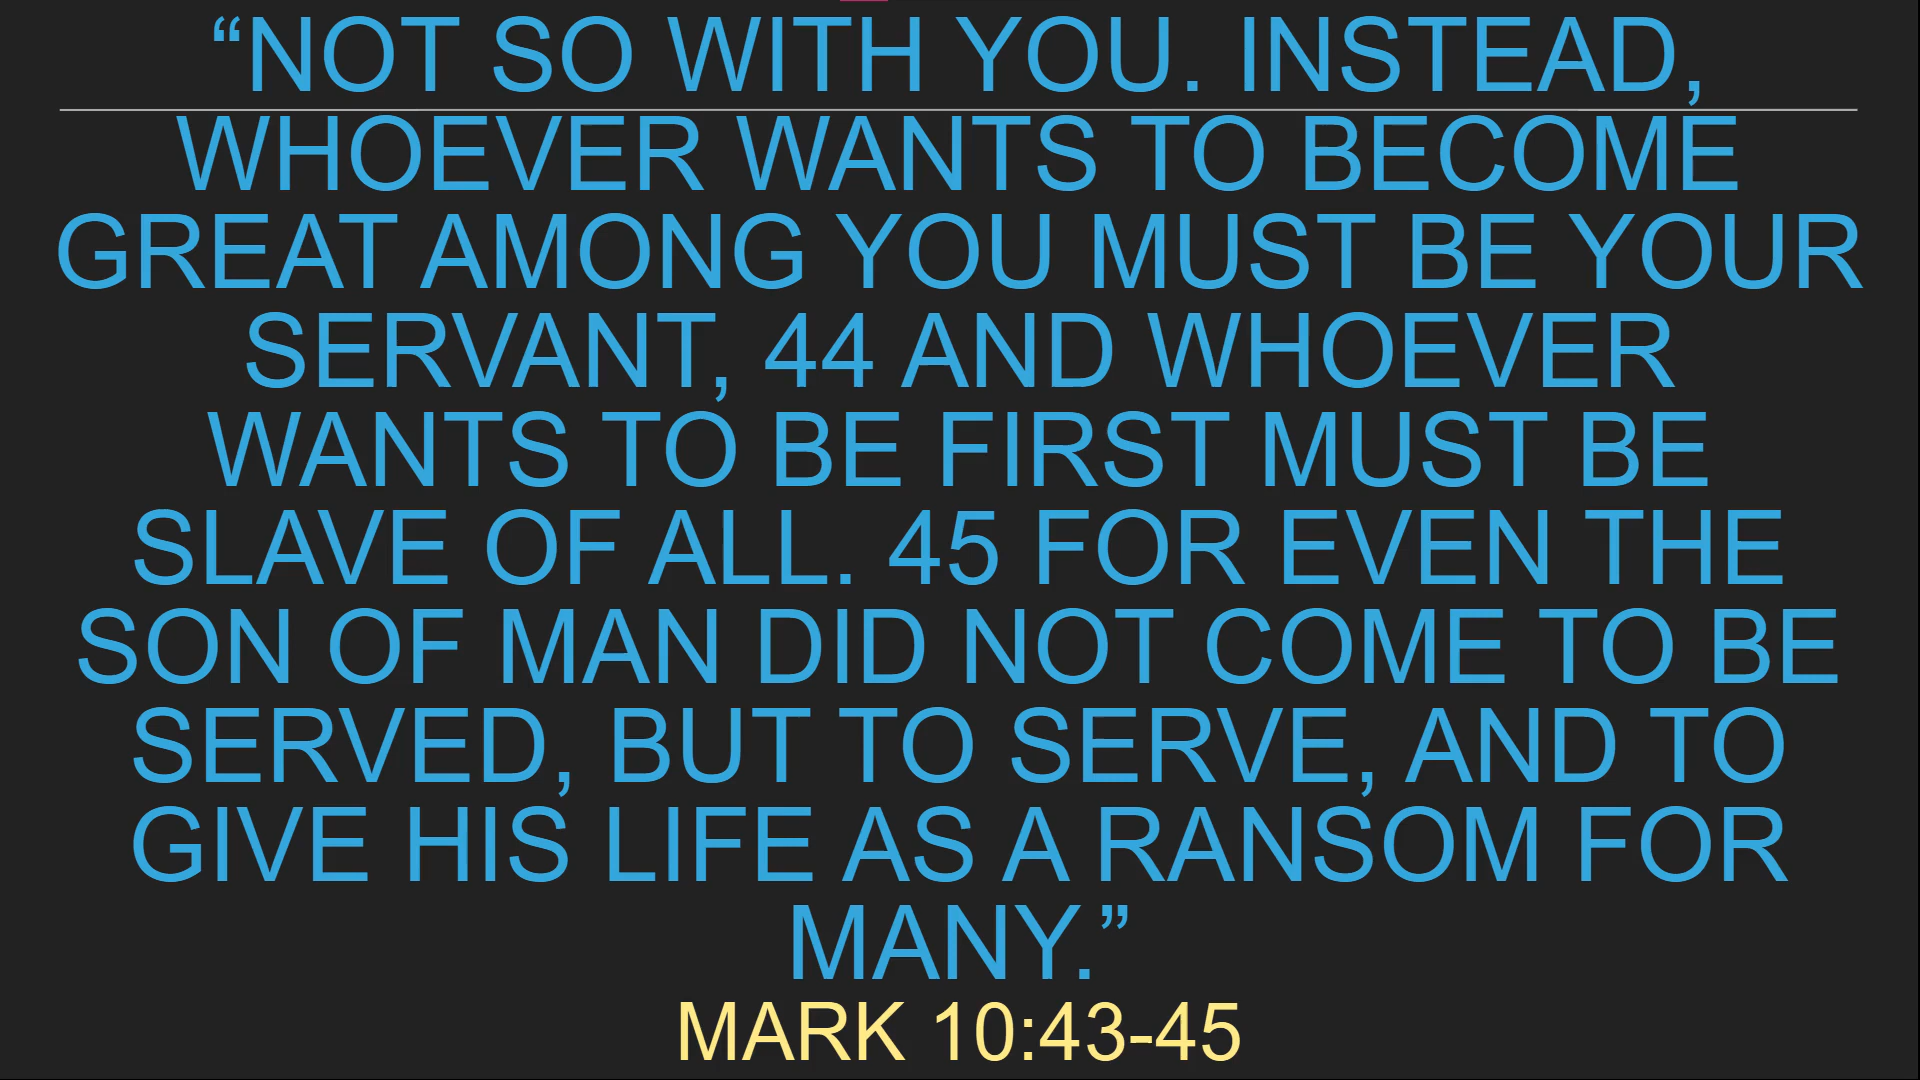 “NOT SO WITH YOU. INSTEAD,
WHOEVER WANTS TO BECOME
GREAT AMONG YOU MUST BE YOUR
SERVANT, 44 AND WHOEVER
WANTS TO BE FIRST MUST BE
SLAVE OF ALL. 45 FOR EVEN THE
SON OF MAN DID NOT COME TO BE
SERVED, BUT TO SERVE, AND TO
GIVE HIS LIFE AS A RANSOM FOR
MANY.”
MARK 10:43-45